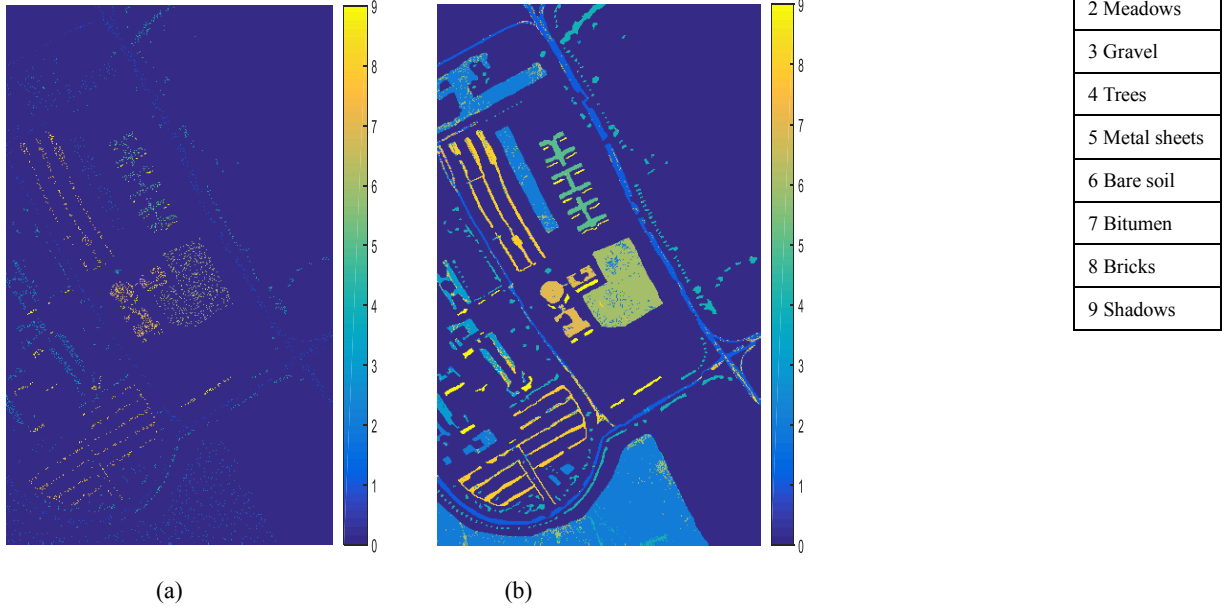 9
8
7
6
5
4
3
2
1
0
(a)
9
8
7
6
5
4
3
2
1
0
(b)
2 Meadows
3 Gravel
4 Trees
5 Metal sheets
6 Bare soil
7 Bitumen
8 Bricks
9 Shadows